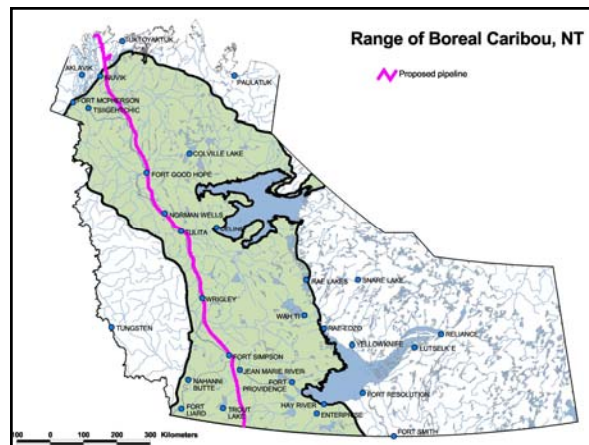 Range of Boreal Caribou, NT
Proposed pipeline
TUKTOYAKTUK
AKLAVIK
INUVIK
PAULATUK
FORT MCPHERSON
TSIIGEHTCHIC
COLVILLE LAKE
FORT GOOD HOPE
NORMAN WELLS
DELINE
TULITA
RAE LAKES
SNARE LAKE
WRIGLEY
WAH TI
TUNGSTEN
RAE-EDZO
YELLOWKNIFE
RELIANCE
LUTSELK'E
FORT SIMPSON
JEAN MARIE RIVER
NAHANNI
BUTTE
FORT
PROVIDENCE
FORT RESOLUTION
HAY RIVER
FORT
LIARD
TROUT
LAKE
ENTERPRISE
FORT SMITH
100 0 100 200 300 Kilometers